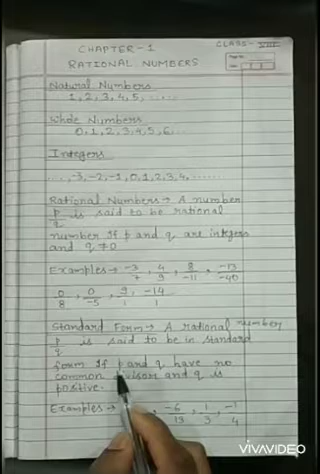 CHAPTER-1
CLASS-VIII
RATIONAL NUMBERS
Natural Numbers
1, 2, 3, 4, 5, ......
Whole Numbers
0, 1, 2, 3, 4, 5, 6...
Integers
...., -3, -2, -1, 0, 1, 2, 3, 4, .......
Rational Numbers → A number
p/q is said to be rational
number If p and q are integers
and q ≠ 0
Examples → -3/7, 4/9, 8/-11, -13/-40
0/8, 0/-5, 9/1, -14/1
Standard Form → A rational number
p/q is said to be in standard
form If p and q have no
common divisor and q is
positive.
Examples → -6/13, 1/3, -1/4
VIVAVIDEO